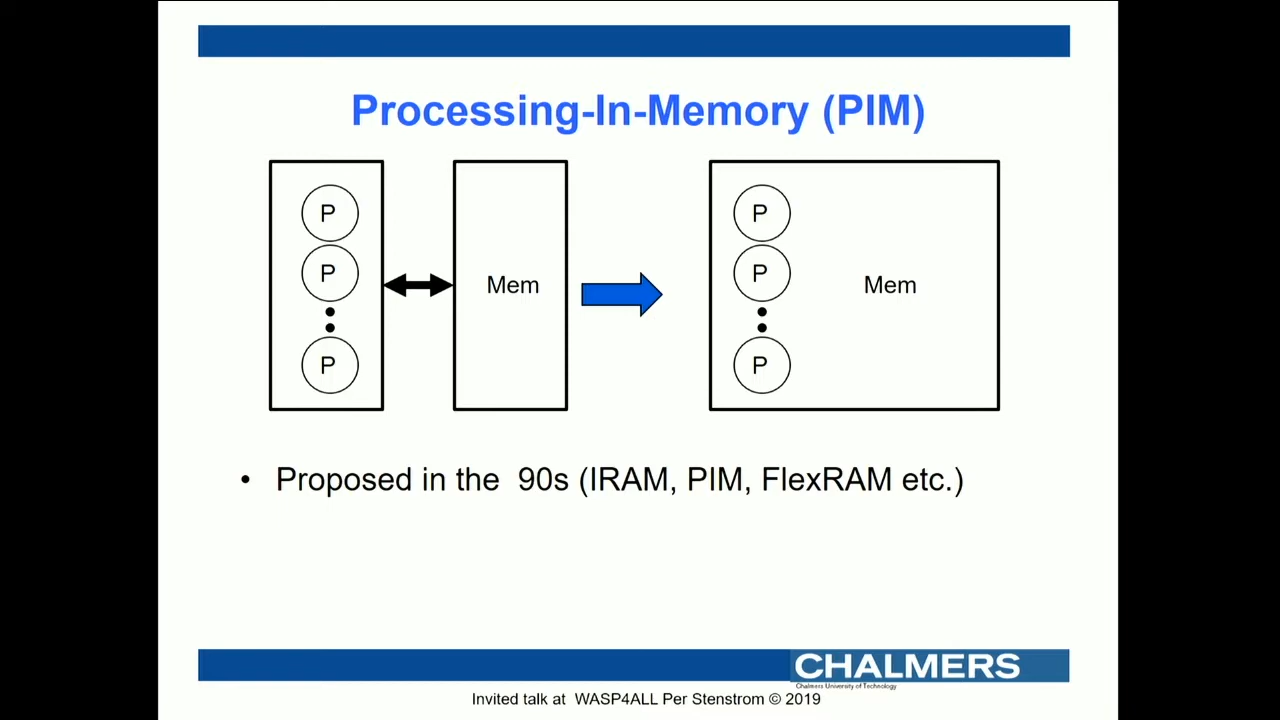 Processing-In-Memory (PIM)
P
P
P
Mem
P
P
P
Mem
• Proposed in the 90s (IRAM, PIM, FlexRAM etc.)
CHALMERS
Chalmers University of Technology
Invited talk at WASP4ALL Per Stenstrom © 2019